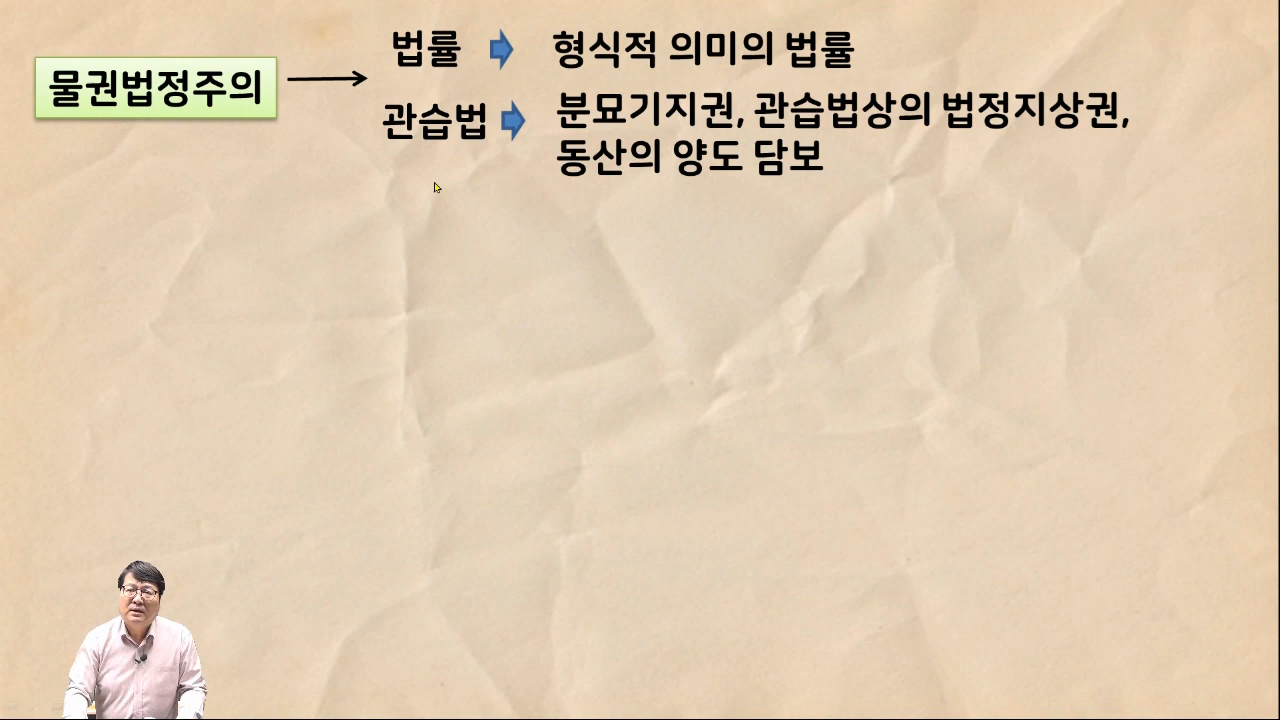 물권법정주의
법률
형식적 의미의 법률
관습법
분묘기지권, 관습법상의 법정지상권,
동산의 양도 담보